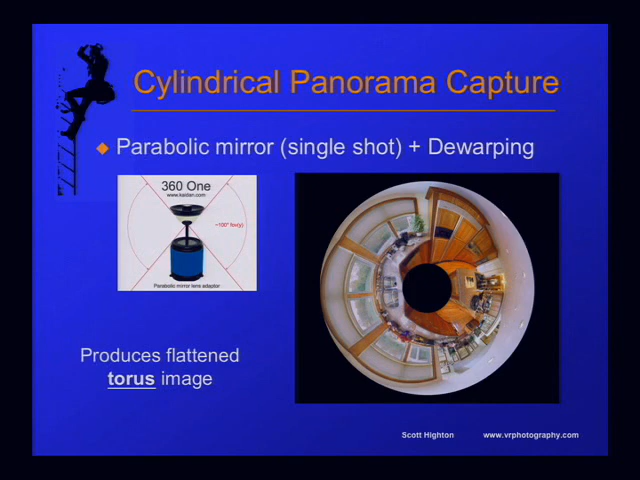 Cylindrical Panorama Capture
◆ Parabolic mirror (single shot) + Dewarping
360 One
www.kaidan.com
~100° fov(y)
Parabolic mirror lens adaptor
Produces flattened
torus image
Scott Highton www.vrphotography.com